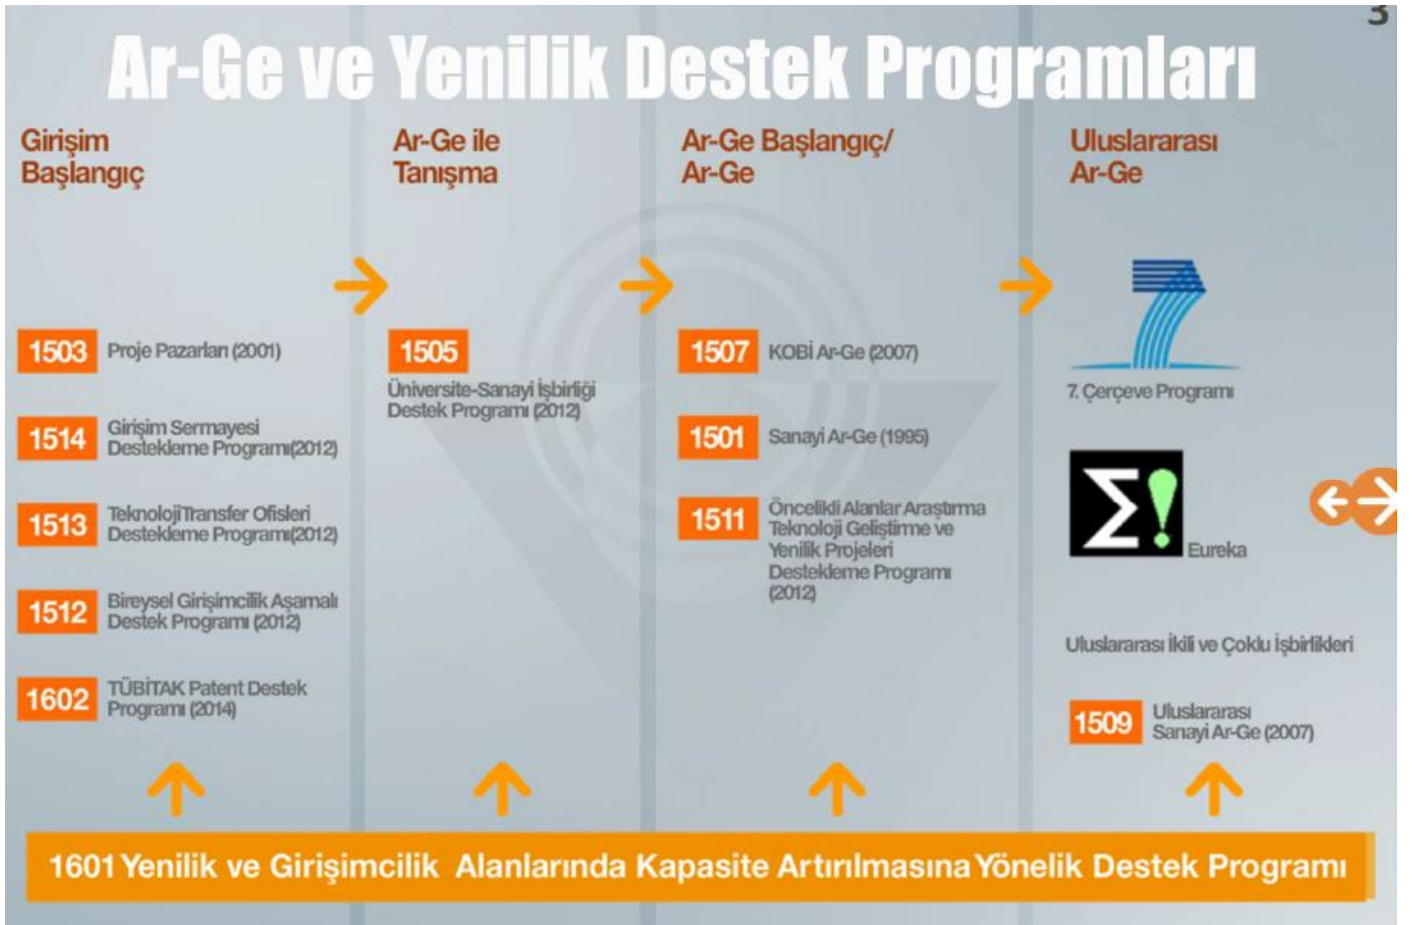 3
Ar-Ge ve Yenilik Destek Programları
Girişim
Başlangıç
1503 Proje Pazarları (2001)
1514 Girişim Sermayesi
Destekleme Programı(2012)
1513 TeknolojiTransfer Ofisleri
Destekleme Programı(2012)
1512 Bireysel Girişimcilik Aşamalı
Destek Programı (2012)
1602 TÜBİTAK Patent Destek
Programı (2014)
Ar-Ge ile
Tanışma
1505
Üniversite-Sanayi İşbirliği
Destek Programı (2012)
Ar-Ge Başlangıç/
Ar-Ge
1507 KOBİ Ar-Ge (2007)
1501 Sanayi Ar-Ge (1995)
1511 Öncelikli Alanlar Araştırma
Teknoloji Geliştirme ve
Yenilik Projeleri
Destekleme Programı
(2012)
Uluslararası
Ar-Ge
7
7. Çerçeve Programı
Σ!
Eureka
Uluslararası İkili ve Çoklu İşbirlikleri
1509 Uluslararası
Sanayi Ar-Ge (2007)
1601 Yenilik ve Girişimcilik Alanlarında Kapasite Artırılmasına Yönelik Destek Programı